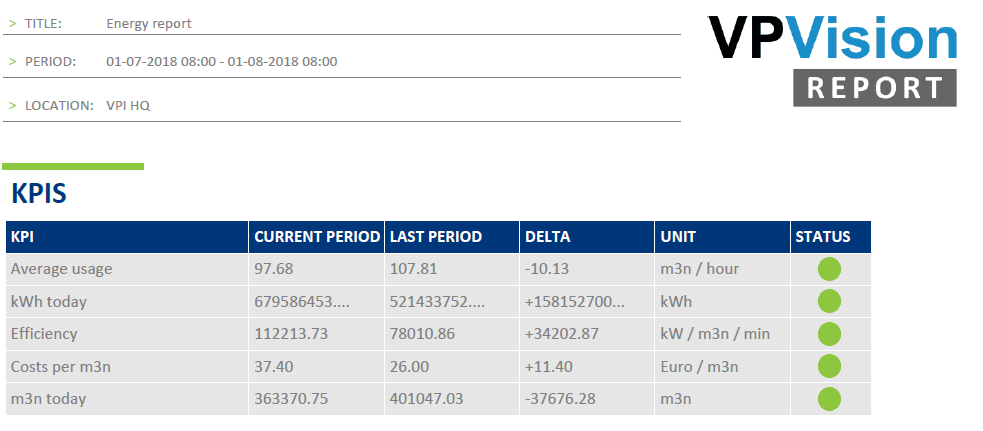 > TITLE: Energy report
VPVision
> PERIOD: 01-07-2018 08:00 - 01-08-2018 08:00
REPORT
> LOCATION: VPI HQ
KPIS
KPI CURRENT PERIOD LAST PERIOD DELTA UNIT STATUS
Average usage 97.68 107.81 -10.13 m3n / hour
kWh today 679586453.... 521433752.... +158152700... kWh
Efficiency 112213.73 78010.86 +34202.87 kW / m3n / min
Costs per m3n 37.40 26.00 +11.40 Euro / m3n
m3n today 363370.75 401047.03 -37676.28 m3n